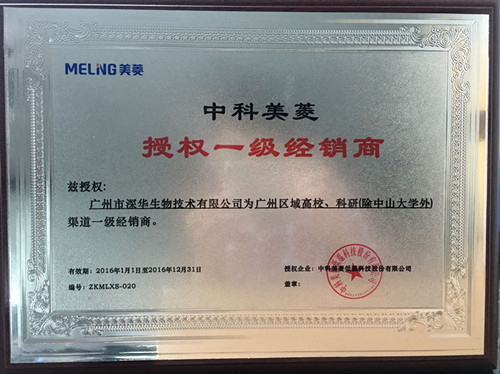 MELNG美菱
中科美菱
授权一级经销商
兹授权:
广州市深华生物技术有限公司为广州区域高校、科研(除中山大学外)
渠道一级经销商。
有效期:2016年1月1日至2016年12月31日
授权企业:中科美菱低温科技股份有限公司
编号:ZKMLXS-020
盖章: